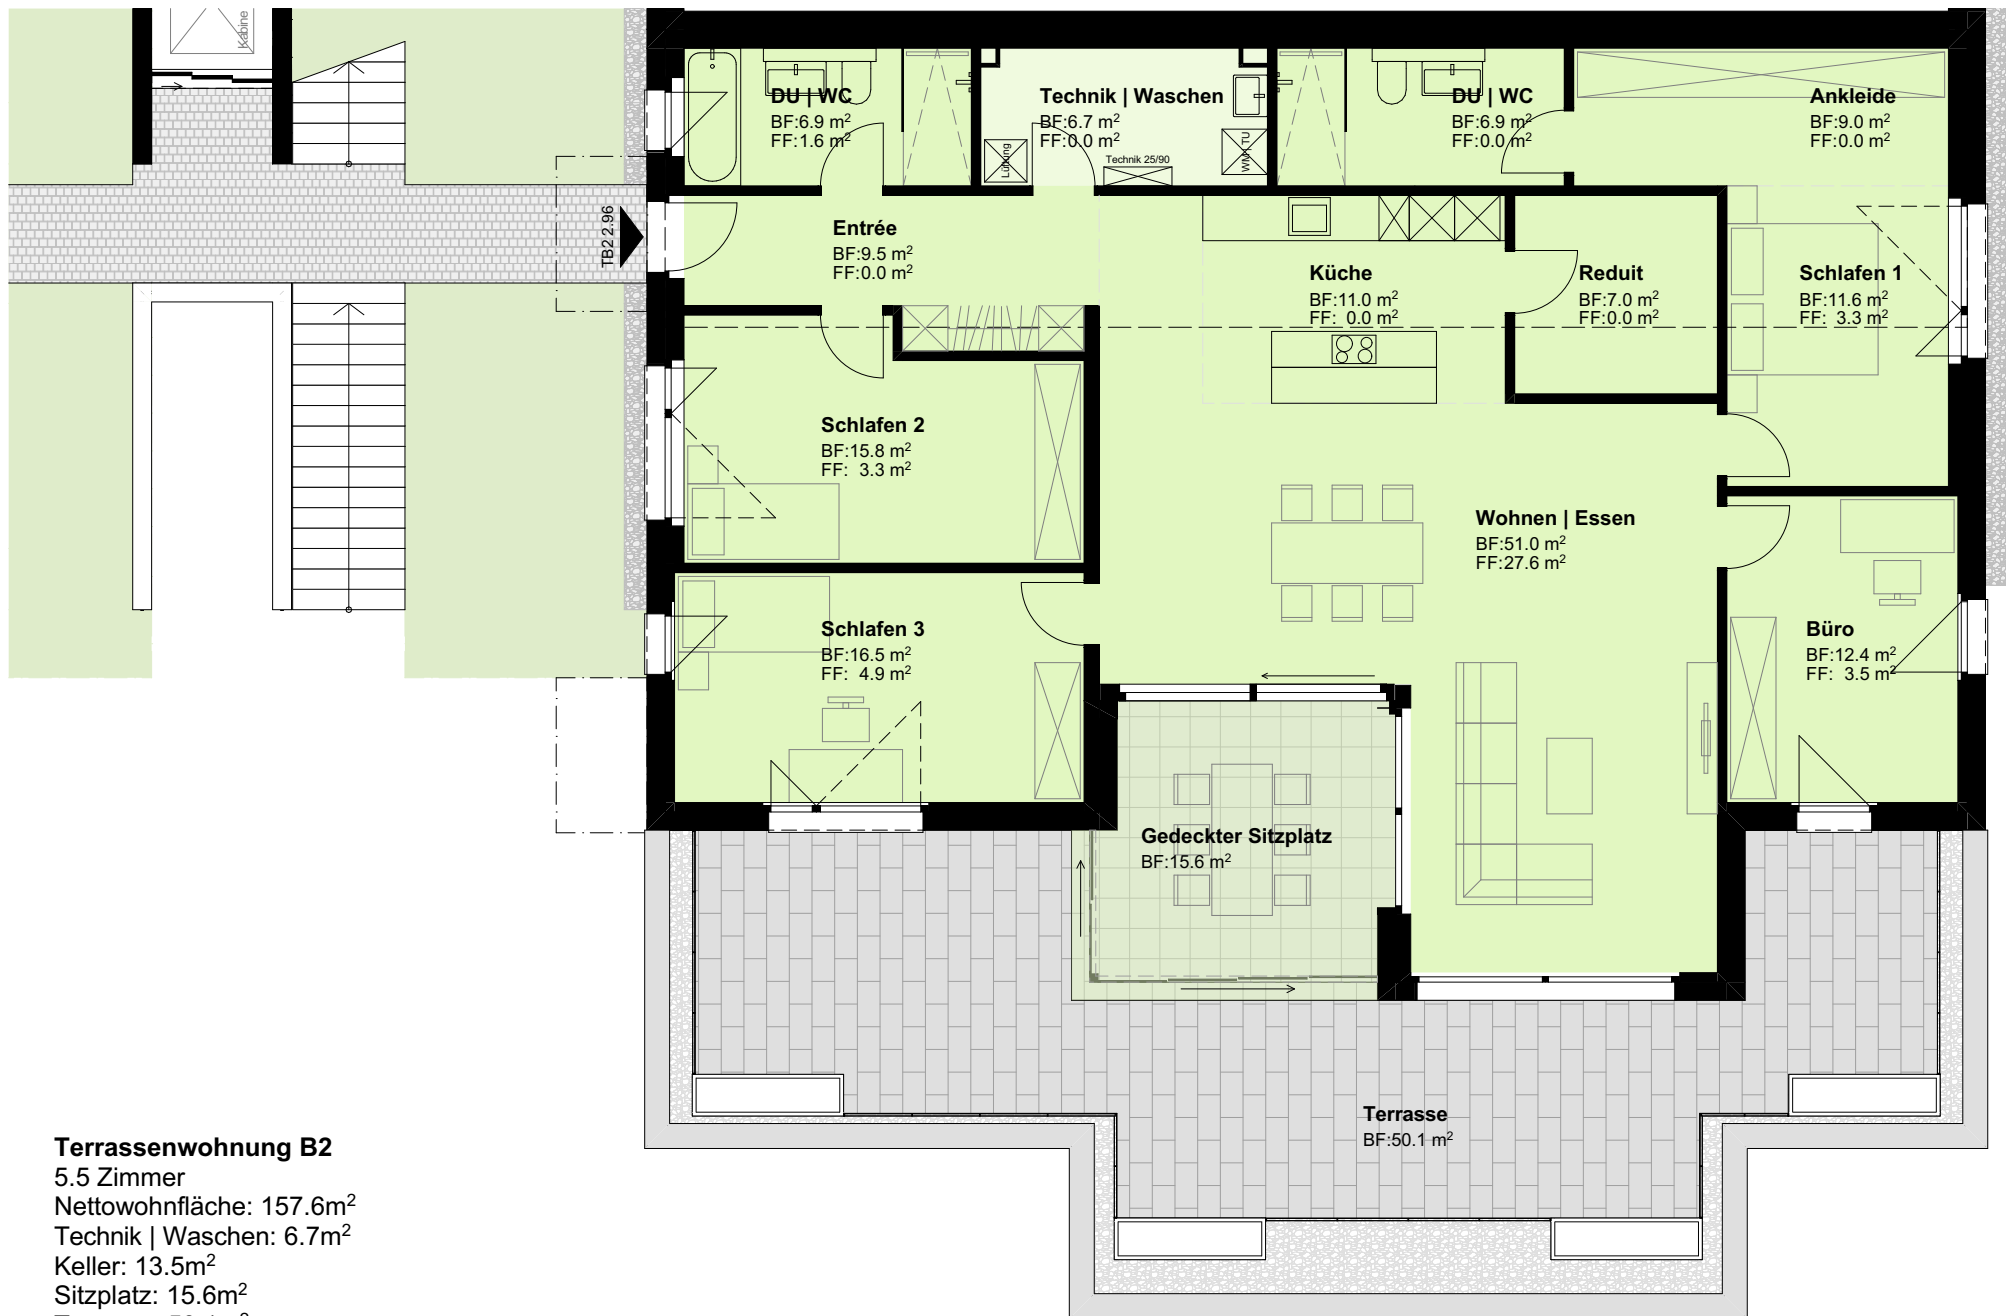 Kabine
DU | WC
BF:6.9 m²
FF:1.6 m²
Technik | Waschen
BF:6.7 m²
FF:0.0 m²
Lüftung
Technik 25/90
WM | TU
DU | WC
BF:6.9 m²
FF:0.0 m²
Ankleide
BF:9.0 m²
FF:0.0 m²
TB2 2.96
Entrée
BF:9.5 m²
FF:0.0 m²
Küche
BF:11.0 m²
FF: 0.0 m²
Reduit
BF:7.0 m²
FF:0.0 m²
Schlafen 1
BF:11.6 m²
FF: 3.3 m²
Schlafen 2
BF:15.8 m²
FF: 3.3 m²
Wohnen | Essen
BF:51.0 m²
FF:27.6 m²
Schlafen 3
BF:16.5 m²
FF: 4.9 m²
Büro
BF:12.4 m²
FF: 3.5 m²
Gedeckter Sitzplatz
BF:15.6 m²
Terrasse
BF:50.1 m²
Terrassenwohnung B2
5.5 Zimmer
Nettowohnfläche: 157.6m²
Technik | Waschen: 6.7m²
Keller: 13.5m²
Sitzplatz: 15.6m²